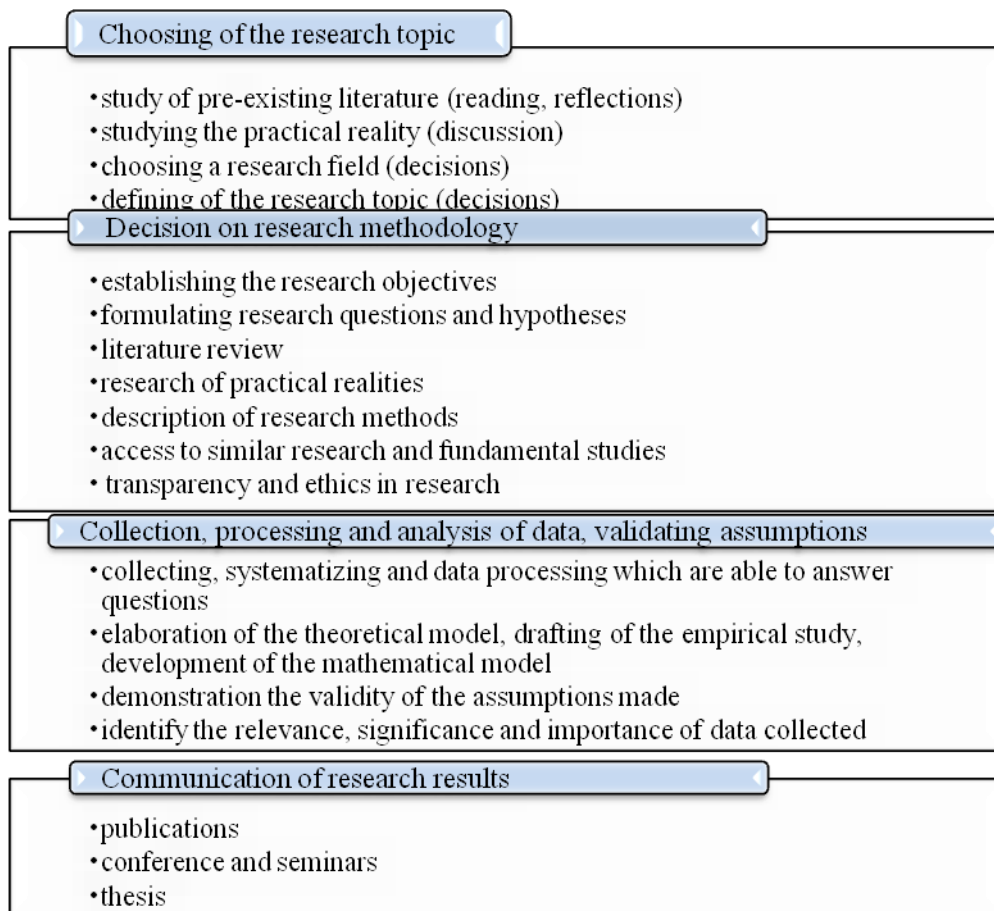 Choosing of the research topic
•study of pre-existing literature (reading, reflections)
•studying the practical reality (discussion)
•choosing a research field (decisions)
•defining of the research topic (decisions)
Decision on research methodology
•establishing the research objectives
•formulating research questions and hypotheses
•literature review
•research of practical realities
•description of research methods
•access to similar research and fundamental studies
• transparency and ethics in research
Collection, processing and analysis of data, validating assumptions
•collecting, systematizing and data processing which are able to answer
questions
•elaboration of the theoretical model, drafting of the empirical study,
development of the mathematical model
•demonstration the validity of the assumptions made
•identify the relevance, significance and importance of data collected
Communication of research results
•publications
•conference and seminars
•thesis